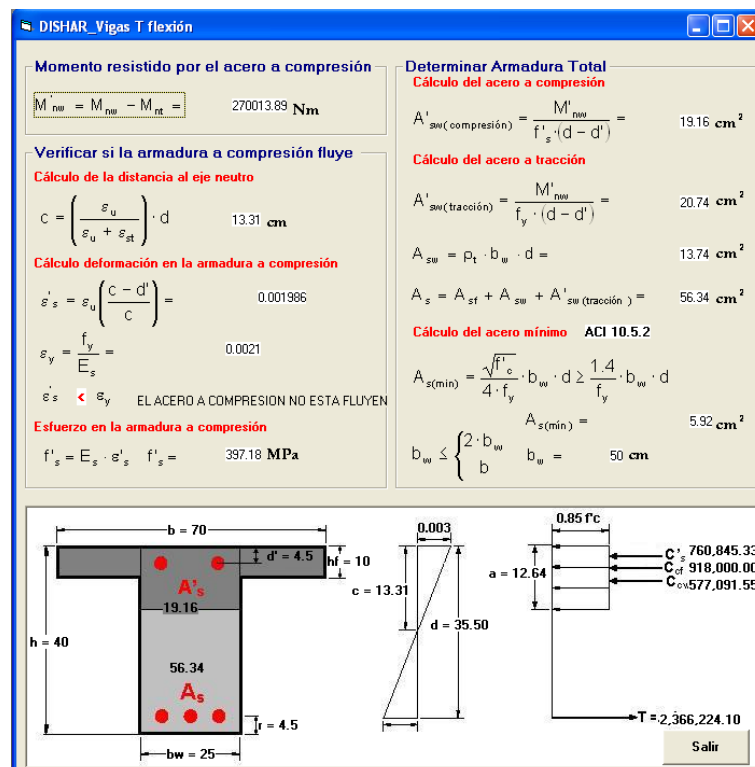 DISHAR_Vigas T flexión
Momento resistido por el acero a compresión
M'nw = Mnw − Mnt = 270013.89 Nm
Verificar si la armadura a compresión fluye
Cálculo de la distancia al eje neutro
c = (εu / (εu + εst)) · d 13.31 cm
Cálculo deformación en la armadura a compresión
ε's = εu ((c − d') / c) = 0.001986
εy = fy / Es = 0.0021
ε's < εy EL ACERO A COMPRESION NO ESTA FLUYEN
Esfuerzo en la armadura a compresión
f's = Es · ε's f's = 397.18 MPa
Determinar Armadura Total
Cálculo del acero a compresión
A'sw(compresión) = M'nw / (f's · (d − d')) = 19.16 cm²
Cálculo del acero a tracción
A'sw(tracción) = M'nw / (fy · (d − d')) = 20.74 cm²
Asw = ρt · bw · d = 13.74 cm²
As = Asf + Asw + A'sw(tracción) = 56.34 cm²
Cálculo del acero mínimo ACI 10.5.2
As(min) = √f'c / (4 · fy) · bw · d ≥ 1.4 / fy · bw · d
As(mín) = 5.92 cm²
bw ≤ { 2 · bw
b
bw = 50 cm
b = 70
d' = 4.5
hf = 10
A's
19.16
h = 40
56.34
As
r = 4.5
bw = 25
0.003
c = 13.31
d = 35.50
0.85 f'c
a = 12.64
C's 760,845.33
Ccf 918,000.00
Ccw 577,091.55
T = 2,366,224.10
Salir